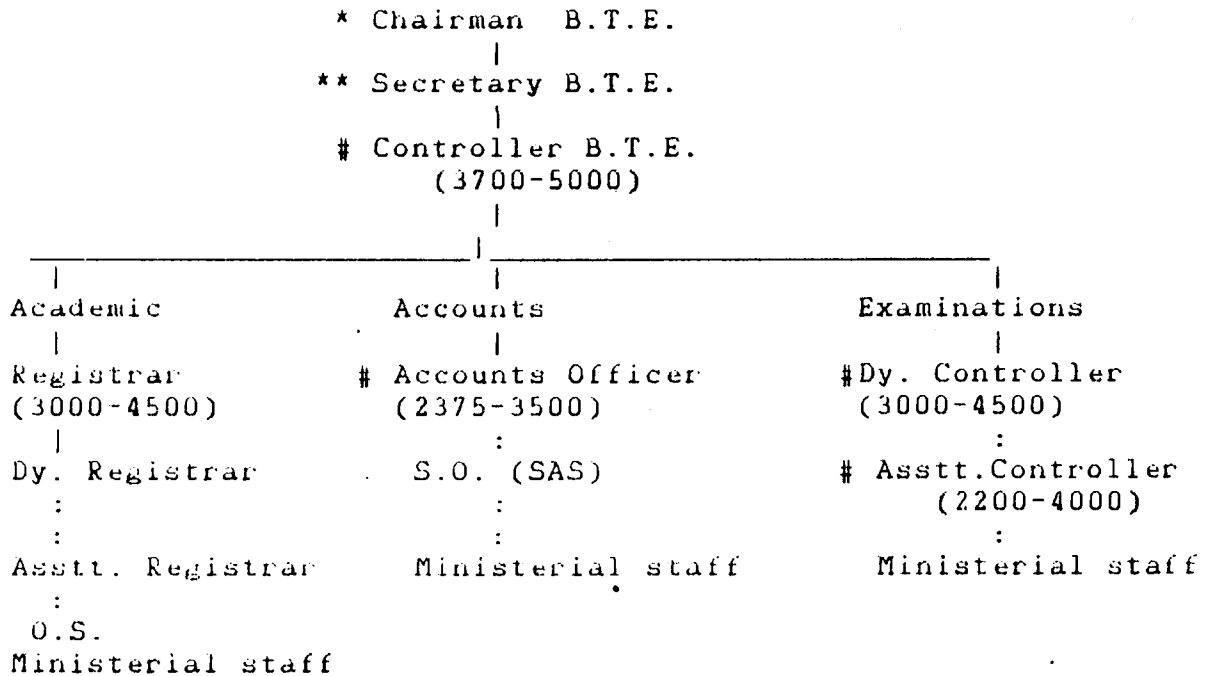 * Chairman B.T.E.
** Secretary B.T.E.
# Controller B.T.E.
(3700-5000)
Academic Accounts Examinations
Registrar # Accounts Officer #Dy. Controller
(3000-4500) (2375-3500) (3000-4500)
Dy. Registrar S.O. (SAS) # Asstt.Controller
(2200-4000)
Asstt. Registrar Ministerial staff Ministerial staff
O.S.
Ministerial staff